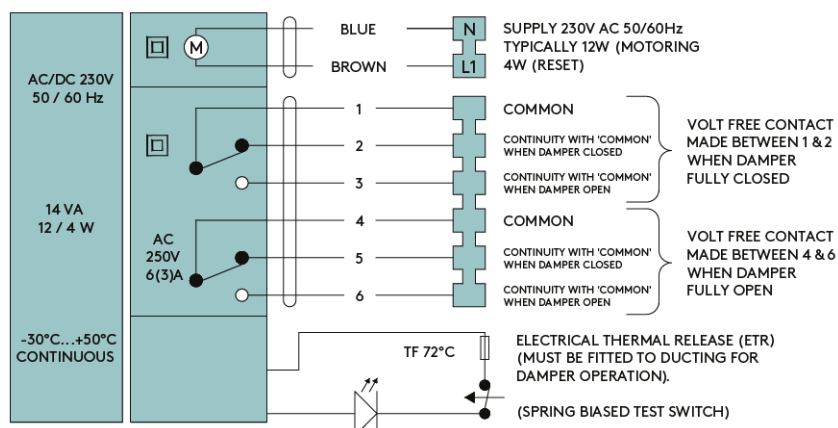 AC/DC 230V
50 / 60 Hz
14 VA
12 / 4 W
-30°C...+50°C
CONTINUOUS
M
AC
250V
6(3)A
BLUE
BROWN
N
L1
SUPPLY 230V AC 50/60Hz
TYPICALLY 12W (MOTORING
4W (RESET)
1
COMMON
2
CONTINUITY WITH 'COMMON'
WHEN DAMPER CLOSED
3
CONTINUITY WITH 'COMMON'
WHEN DAMPER OPEN
VOLT FREE CONTACT
MADE BETWEEN 1 & 2
WHEN DAMPER
FULLY CLOSED
4
COMMON
5
CONTINUITY WITH 'COMMON'
WHEN DAMPER CLOSED
6
CONTINUITY WITH 'COMMON'
WHEN DAMPER OPEN
VOLT FREE CONTACT
MADE BETWEEN 4 & 6
WHEN DAMPER
FULLY OPEN
TF 72°C
ELECTRICAL THERMAL RELEASE (ETR)
(MUST BE FITTED TO DUCTING FOR
DAMPER OPERATION).
(SPRING BIASED TEST SWITCH)